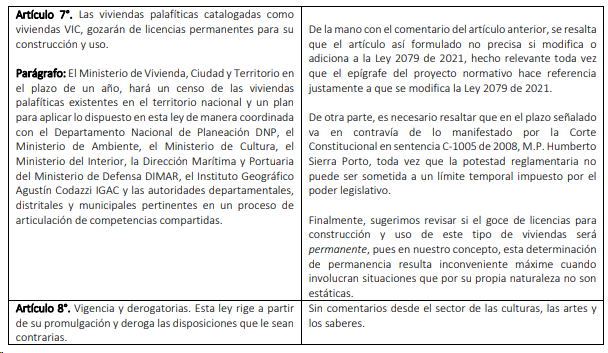 Artículo 7°. Las viviendas palafíticas catalogadas como
viviendas VIC, gozarán de licencias permanentes para su
construcción y uso.
Parágrafo: El Ministerio de Vivienda, Ciudad y Territorio en
el plazo de un año, hará un censo de las viviendas
palafíticas existentes en el territorio nacional y un plan
para aplicar lo dispuesto en esta ley de manera coordinada
con el Departamento Nacional de Planeación DNP, el
Ministerio de Ambiente, el Ministerio de Cultura, el
Ministerio del Interior, la Dirección Marítima y Portuaria
del Ministerio de Defensa DIMAR, el Instituto Geográfico
Agustín Codazzi IGAC y las autoridades departamentales,
distritales y municipales pertinentes en un proceso de
articulación de competencias compartidas.
De la mano con el comentario del artículo anterior, se resalta
que el artículo así formulado no precisa si modifica o
adiciona a la Ley 2079 de 2021, hecho relevante toda vez
que el epígrafe del proyecto normativo hace referencia
justamente a que se modifica la Ley 2079 de 2021.
De otra parte, es necesario resaltar que en el plazo señalado
va en contravía de lo manifestado por la Corte
Constitucional en sentencia C-1005 de 2008, M.P. Humberto
Sierra Porto, toda vez que la potestad reglamentaria no
puede ser sometida a un límite temporal impuesto por el
poder legislativo.
Finalmente, sugerimos revisar si el goce de licencias para
construcción y uso de este tipo de viviendas será
permanente, pues en nuestro concepto, esta determinación
de permanencia resulta inconveniente máxime cuando
involucran situaciones que por su propia naturaleza no son
estáticas.
Artículo 8°. Vigencia y derogatorias. Esta ley rige a partir
de su promulgación y deroga las disposiciones que le sean
contrarias.
Sin comentarios desde el sector de las culturas, las artes y
los saberes.